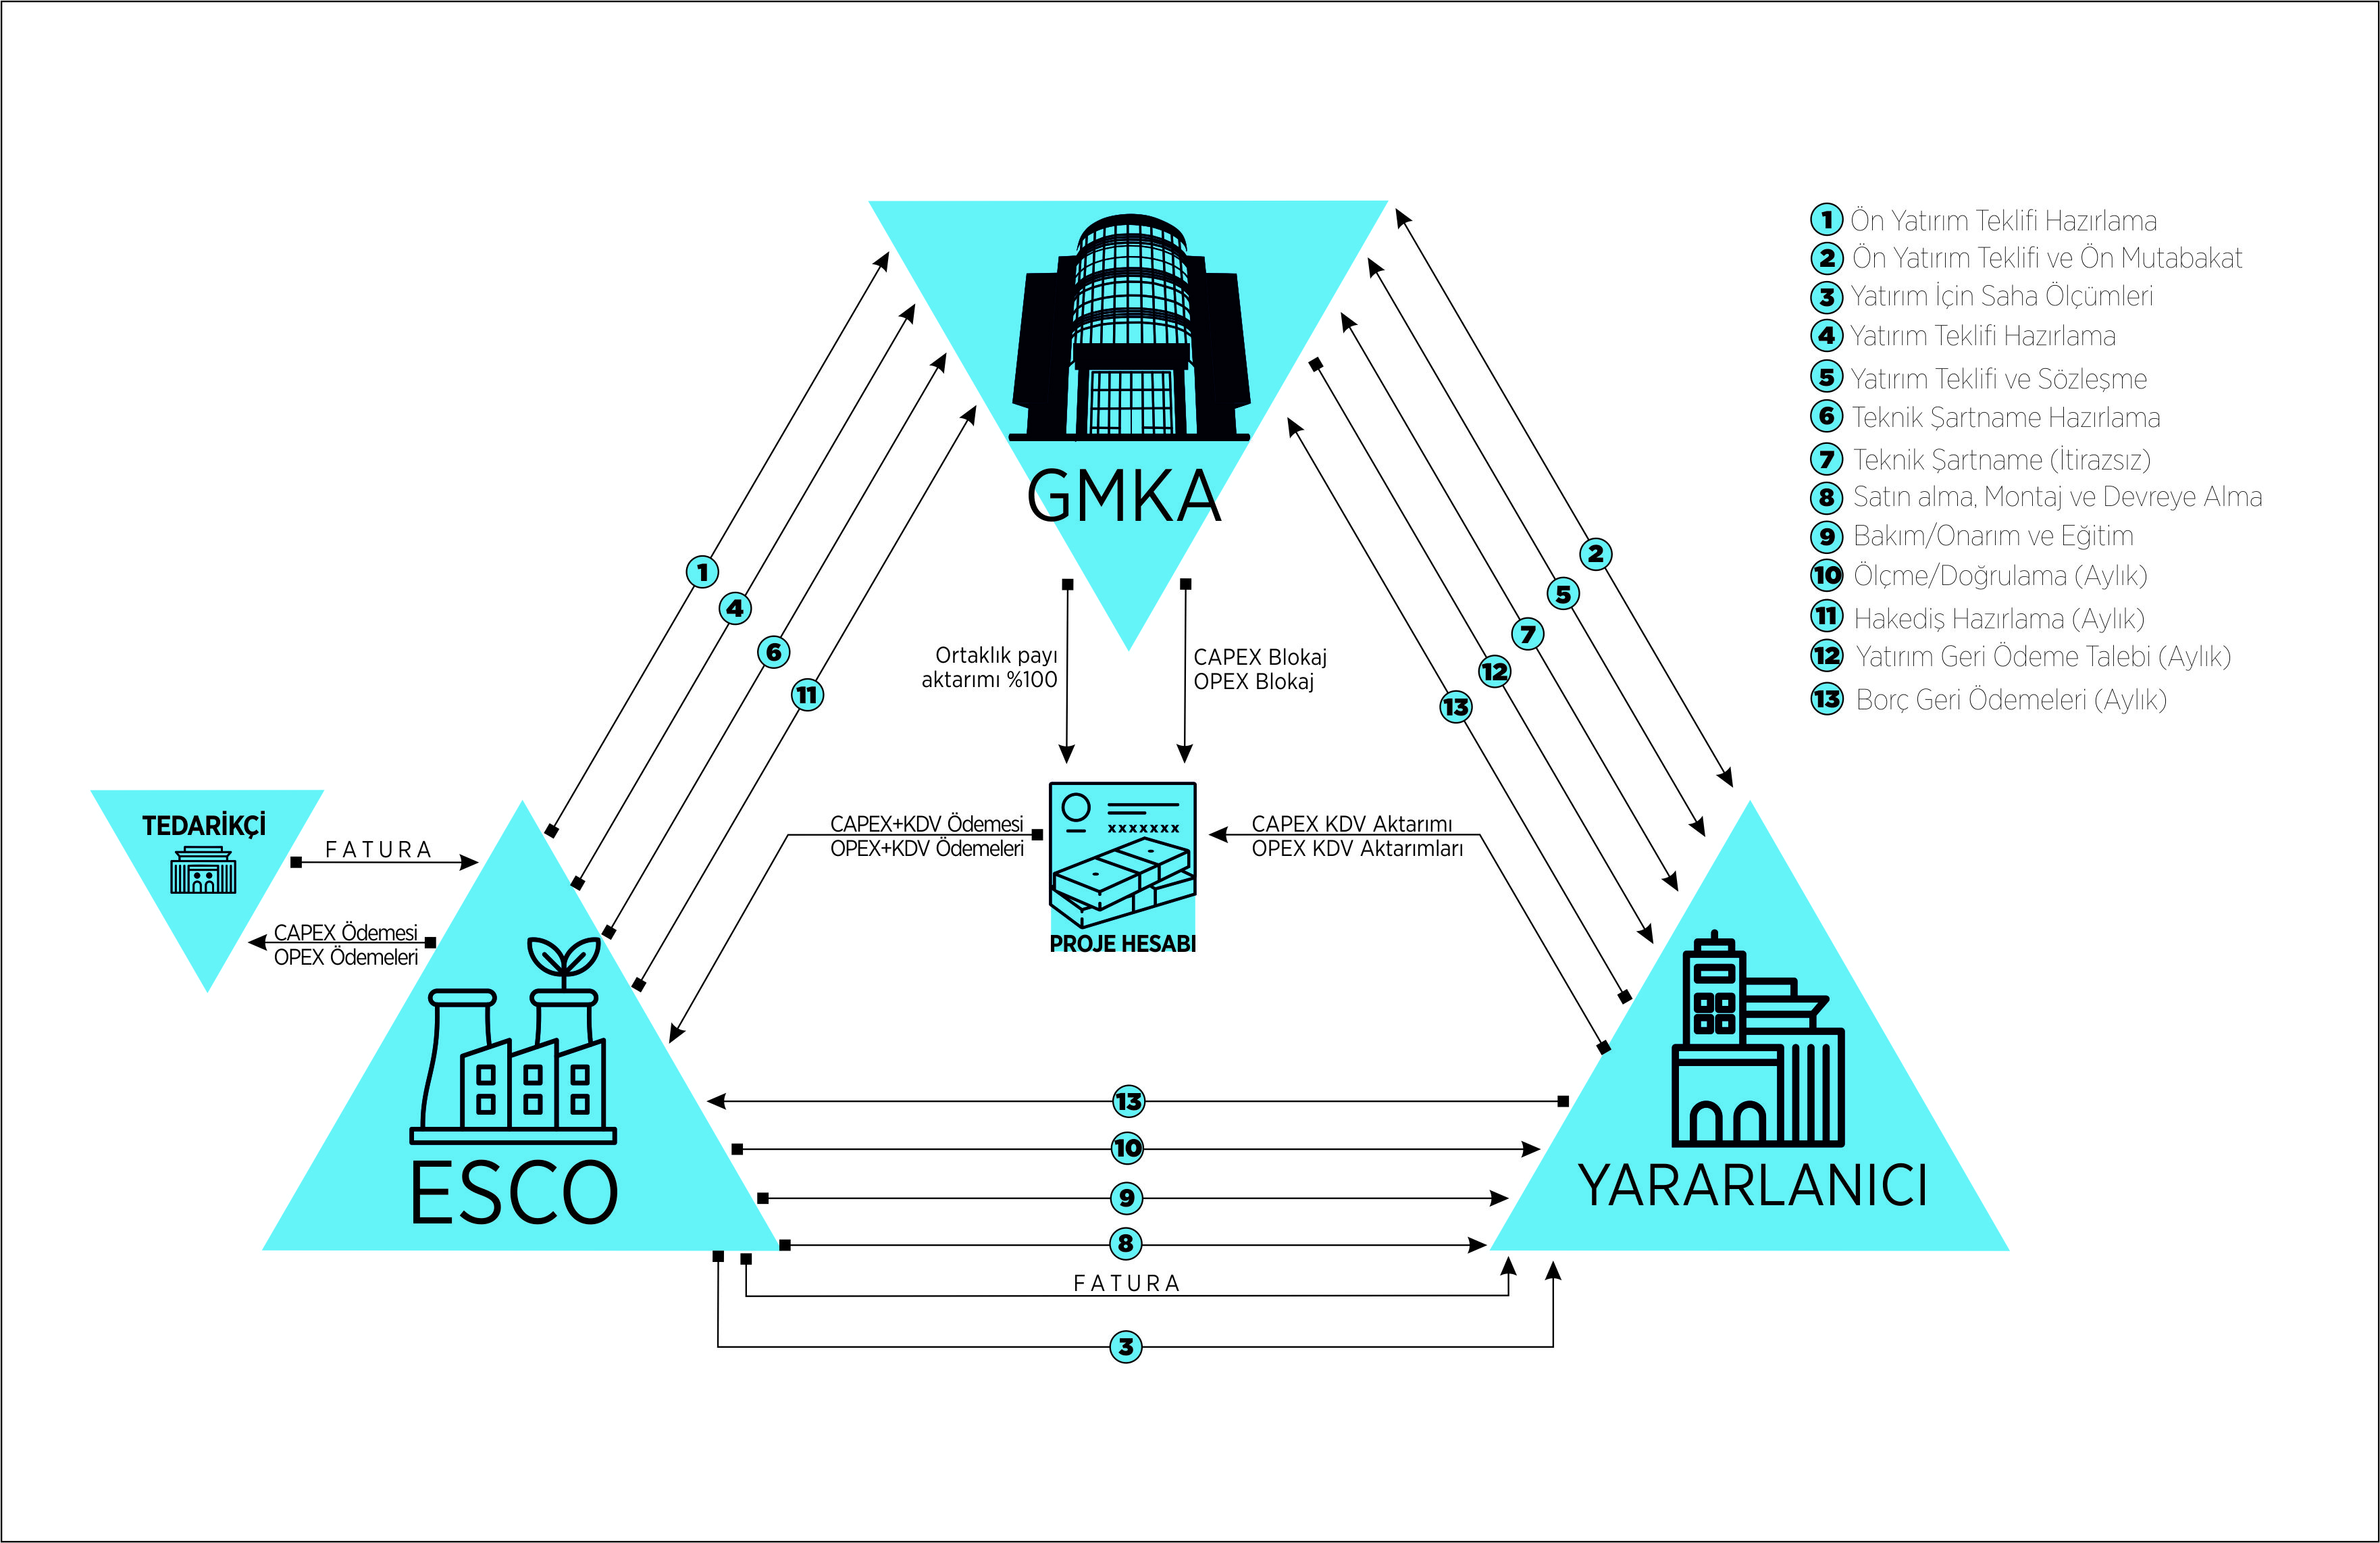 GMKA
1 Ön Yatırım Teklifi Hazırlama
2 Ön Yatırım Teklifi ve Ön Mutabakat
3 Yatırım İçin Saha Ölçümleri
4 Yatırım Teklifi Hazırlama
5 Yatırım Teklifi ve Sözleşme
6 Teknik Şartname Hazırlama
7 Teknik Şartname (İtirazsız)
8 Satın alma, Montaj ve Devreye Alma
9 Bakım/Onarım ve Eğitim
10 Ölçme/Doğrulama (Aylık)
11 Hakediş Hazırlama (Aylık)
12 Yatırım Geri Ödeme Talebi (Aylık)
13 Borç Geri Ödemeleri (Aylık)
1
4
6
11
2
5
7
12
13
Ortaklık payı
aktarımı %100
CAPEX Blokaj
OPEX Blokaj
TEDARİKÇİ
FATURA
CAPEX Ödemesi
OPEX Ödemeleri
CAPEX+KDV Ödemesi
OPEX+KDV Ödemeleri
XXXXXXX
PROJE HESABI
CAPEX KDV Aktarımı
OPEX KDV Aktarımları
ESCO
YARARLANICI
13
10
9
8
FATURA
3